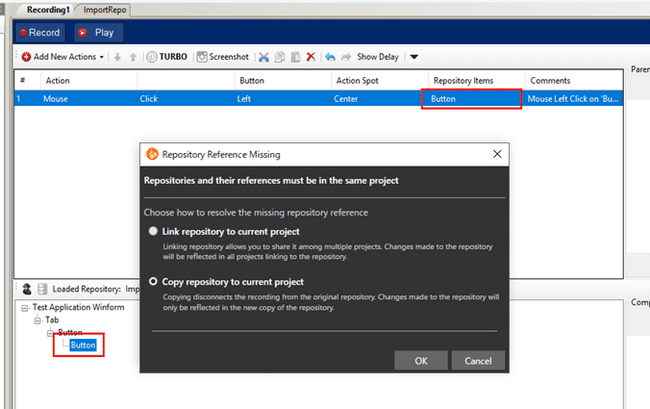 Recording1 ImportRepo
Record Play
Add New Actions TURBO Screenshot Show Delay
# Action Button Action Spot Repository Items Comments
1 Mouse Click Left Center Button Mouse Left Click on 'Bu...
Paren
Repository Reference Missing
Repositories and their references must be in the same project
Choose how to resolve the missing repository reference
Link repository to current project
Linking repository allows you to share it among multiple projects. Changes made to the repository
will be reflected in all projects linking to the repository.
Copy repository to current project
Copying disconnects the recording from the original repository. Changes made to the repository will
only be reflected in the new copy of the repository.
OK Cancel
Loaded Repository: Imp
Comp
Test Application Winform
Tab
Button
Button